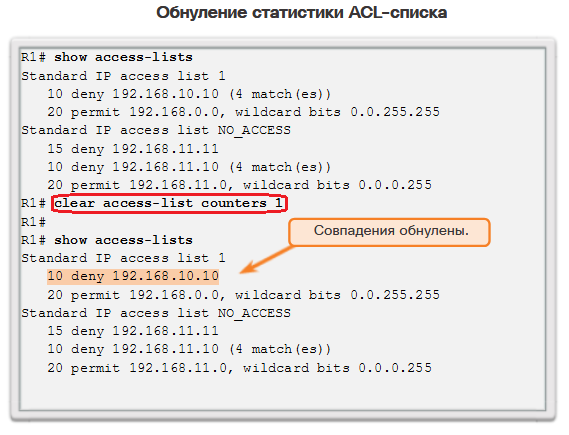 Обнуление статистики ACL-списка
R1# show access-lists
Standard IP access list 1
10 deny 192.168.10.10 (4 match(es))
20 permit 192.168.0.0, wildcard bits 0.0.255.255
Standard IP access list NO_ACCESS
15 deny 192.168.11.11
10 deny 192.168.11.10 (4 match(es))
20 permit 192.168.11.0, wildcard bits 0.0.0.255
R1# clear access-list counters 1
R1#
R1# show access-lists
Совпадения обнулены.
Standard IP access list 1
10 deny 192.168.10.10
20 permit 192.168.0.0, wildcard bits 0.0.255.255
Standard IP access list NO_ACCESS
15 deny 192.168.11.11
10 deny 192.168.11.10 (4 match(es))
20 permit 192.168.11.0, wildcard bits 0.0.0.255